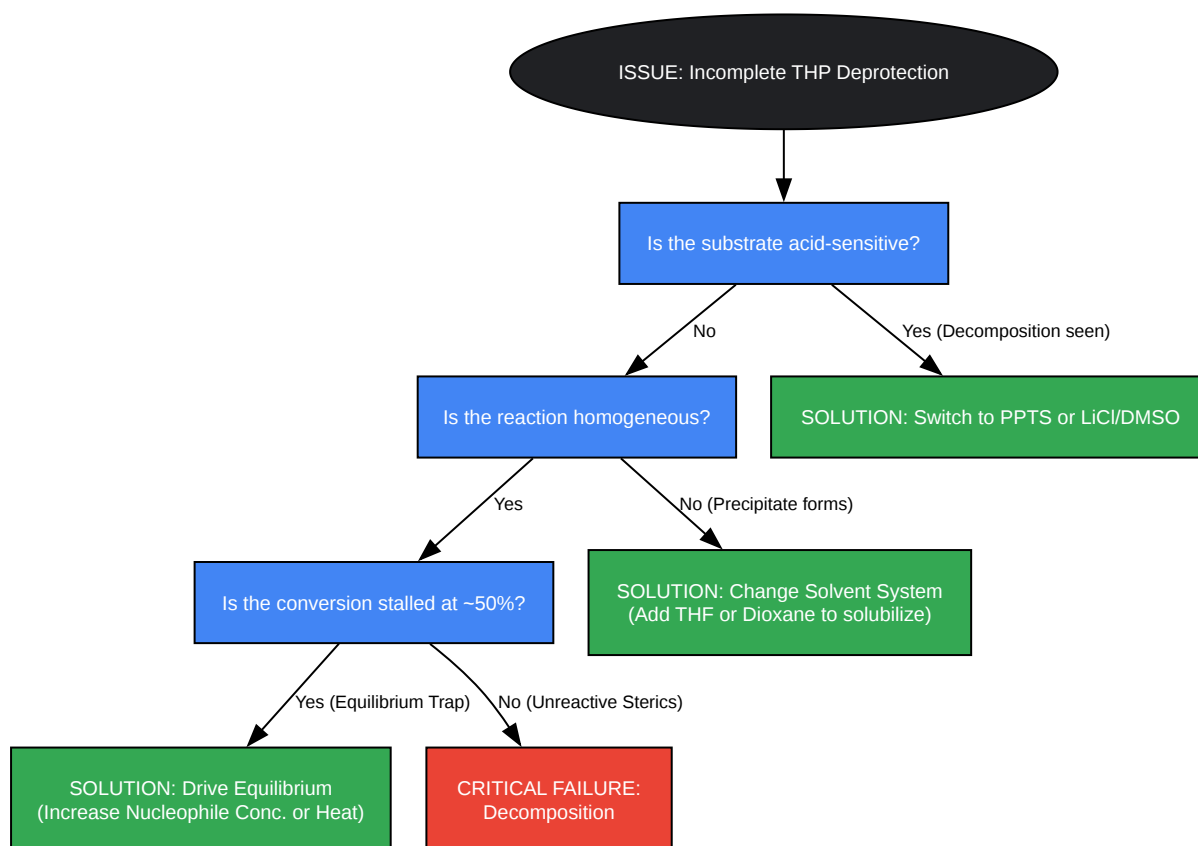 ISSUE: Incomplete THP Deprotection
Is the substrate acid-sensitive?
No
Yes (Decomposition seen)
Is the reaction homogeneous?
SOLUTION: Switch to PPTS or LiCl/DMSO
Yes
No (Precipitate forms)
Is the conversion stalled at ~50%?
SOLUTION: Change Solvent System
(Add THF or Dioxane to solubilize)
Yes (Equilibrium Trap)
No (Unreactive Sterics)
SOLUTION: Drive Equilibrium
(Increase Nucleophile Conc. or Heat)
CRITICAL FAILURE:
Decomposition